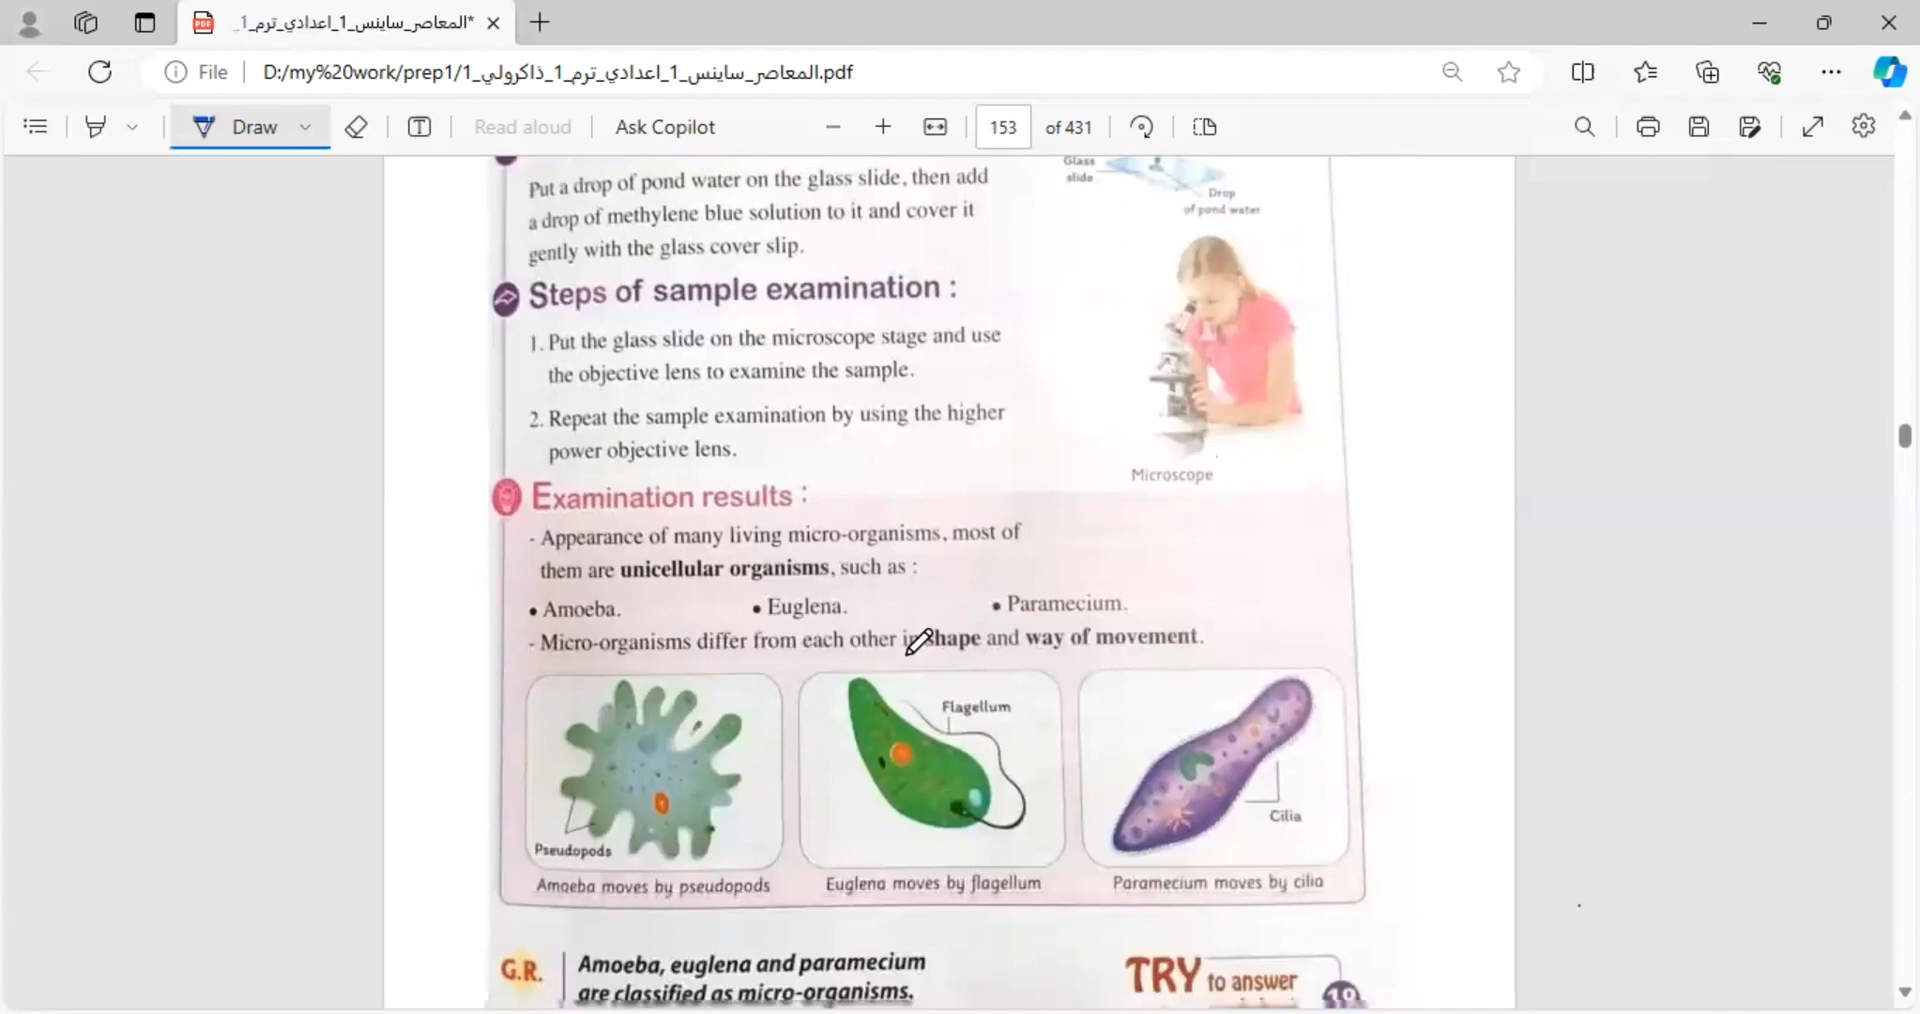 المعاصر_ساينس_1_اعدادي_ترم_1_*
File
D:/my%20work/prep1/1_المعاصر_ساينس_1_اعدادي_ترم_1_ذاكرولي.pdf
Draw
Read aloud
Ask Copilot
153
of 431
Glass
slide
Drop
of pond water
Put a drop of pond water on the glass slide, then add
a drop of methylene blue solution to it and cover it
gently with the glass cover slip.
Steps of sample examination :
1. Put the glass slide on the microscope stage and use
the objective lens to examine the sample.
2. Repeat the sample examination by using the higher
power objective lens.
Microscope
Examination results :
- Appearance of many living micro-organisms, most of
them are unicellular organisms, such as :
• Amoeba. • Euglena. • Paramecium.
- Micro-organisms differ from each other in shape and way of movement.
Pseudopods
Flagellum
Cilia
Amoeba moves by pseudopods
Euglena moves by flagellum
Paramecium moves by cilia
G.R.
Amoeba, euglena and paramecium
are classified as micro-organisms.
TRY to answer
19